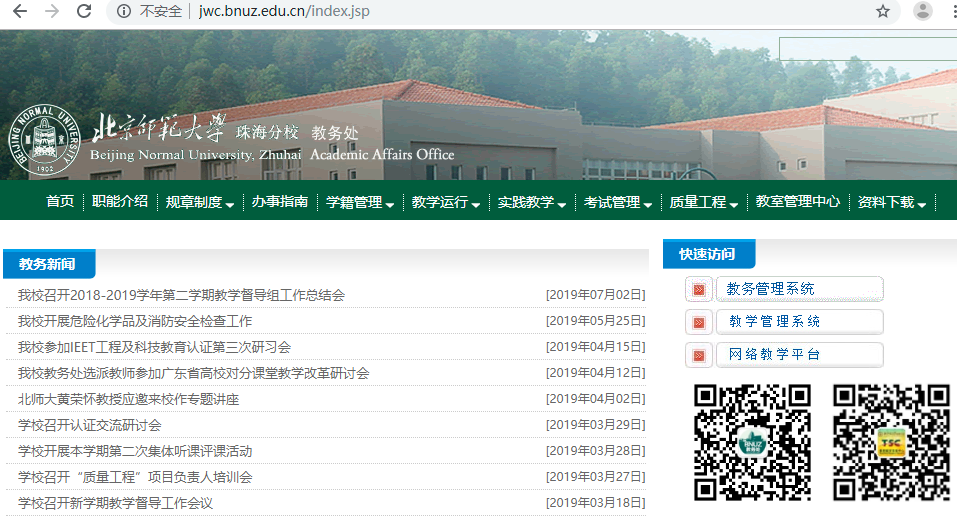 不安全 jwc.bnuz.edu.cn/index.jsp
BEIJING NORMAL UNIVERSITY
1902
北京师范大学 珠海分校 教务处
Beijing Normal University, Zhuhai Academic Affairs Office
首页 职能介绍 规章制度 办事指南 学籍管理 教学运行 实践教学 考试管理 质量工程 教室管理中心 资料下载
教务新闻
我校召开2018-2019学年第二学期教学督导组工作总结会 [2019年07月02日]
我校开展危险化学品及消防安全检查工作 [2019年05月25日]
我校参加IEET工程及科技教育认证第三次研习会 [2019年04月15日]
我校教务处选派教师参加广东省高校对分课堂教学改革研讨会 [2019年04月12日]
北师大黄荣怀教授应邀来校作专题讲座 [2019年04月02日]
学校召开认证交流研讨会 [2019年03月29日]
学校开展本学期第二次集体听课评课活动 [2019年03月28日]
学校召开“质量工程”项目负责人培训会 [2019年03月27日]
学校召开新学期教学督导工作会议 [2019年03月18日]
快速访问
教务管理系统
教学管理系统
网络教学平台
BNUZ
教务处
TSC